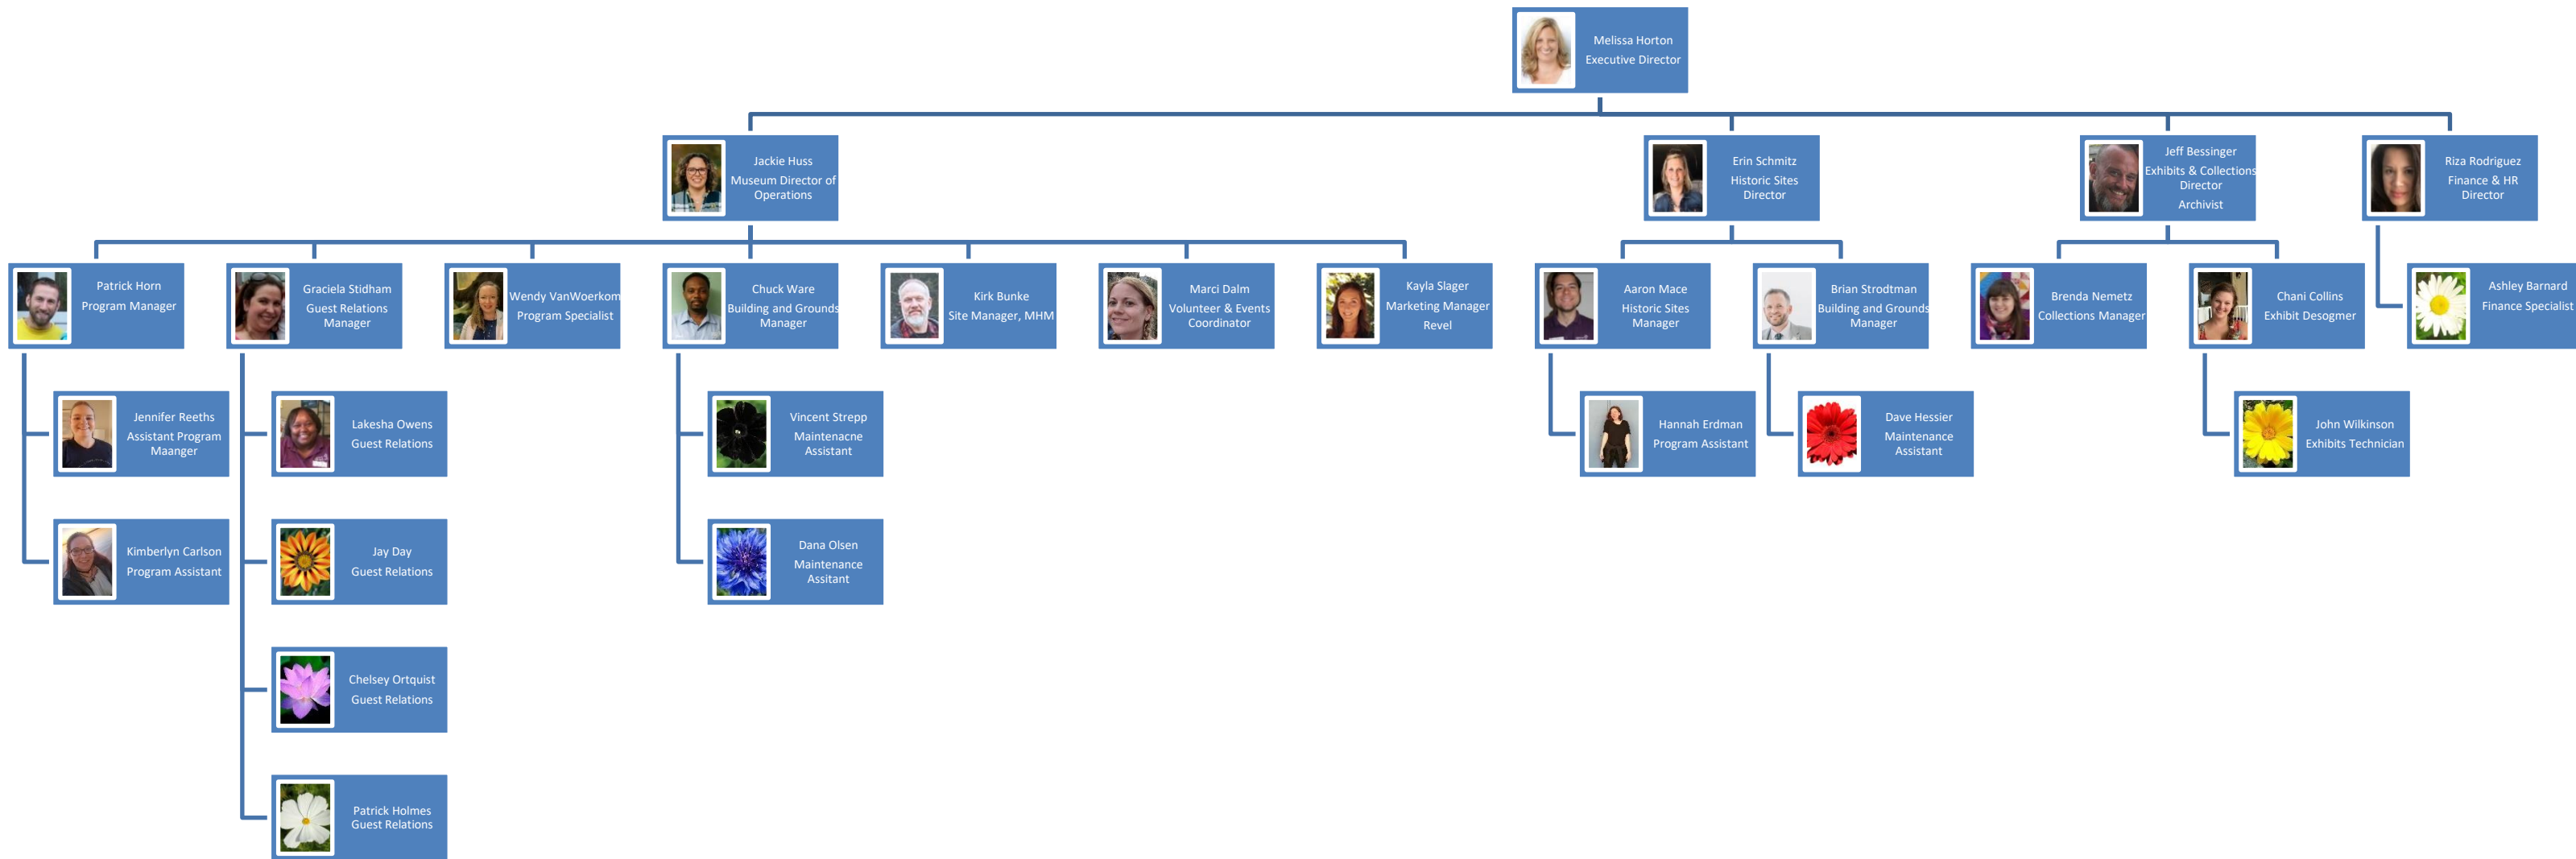 Melissa Horton
Executive Director
Jackie Huss
Museum Director of
Operations
Erin Schmitz
Historic Sites
Director
Jeff Bessinger
Exhibits & Collections
Director
Archivist
Riza Rodriguez
Finance & HR
Director
Patrick Horn
Program Manager
Graciela Stidham
Guest Relations
Manager
Wendy VanWoerkom
Program Specialist
Chuck Ware
Building and Grounds
Manager
Kirk Bunke
Site Manager, MHM
Marci Dalm
Volunteer & Events
Coordinator
Kayla Slager
Marketing Manager
Revel
Aaron Mace
Historic Sites
Manager
Brian Strodtman
Building and Grounds
Manager
Brenda Nemetz
Collections Manager
Chani Collins
Exhibit Desogmer
Ashley Barnard
Finance Specialist
Jennifer Reeths
Assistant Program
Maanger
Lakesha Owens
Guest Relations
Vincent Strepp
Maintenacne
Assistant
Hannah Erdman
Program Assistant
Dave Hessier
Maintenance
Assistant
John Wilkinson
Exhibits Technician
Kimberlyn Carlson
Program Assistant
Jay Day
Guest Relations
Dana Olsen
Maintenance
Assitant
Chelsey Ortquist
Guest Relations
Patrick Holmes
Guest Relations